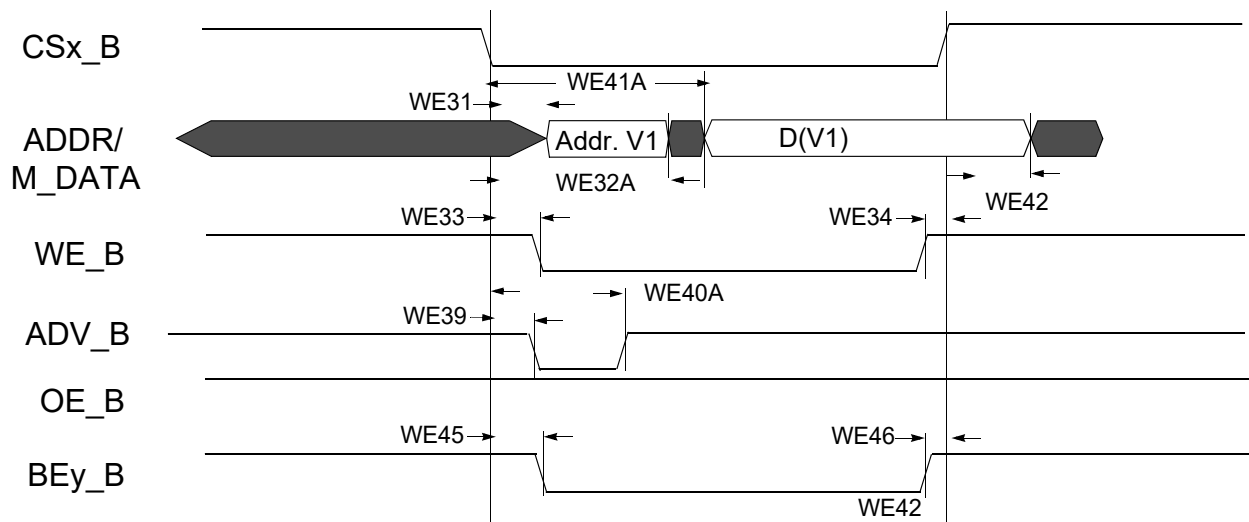 CSx_B
WE41A
WE31
ADDR/
M_DATA
Addr. V1
D(V1)
WE32A
WE42
WE33
WE34
WE_B
WE40A
WE39
ADV_B
OE_B
WE45
WE46
BEy_B
WE42